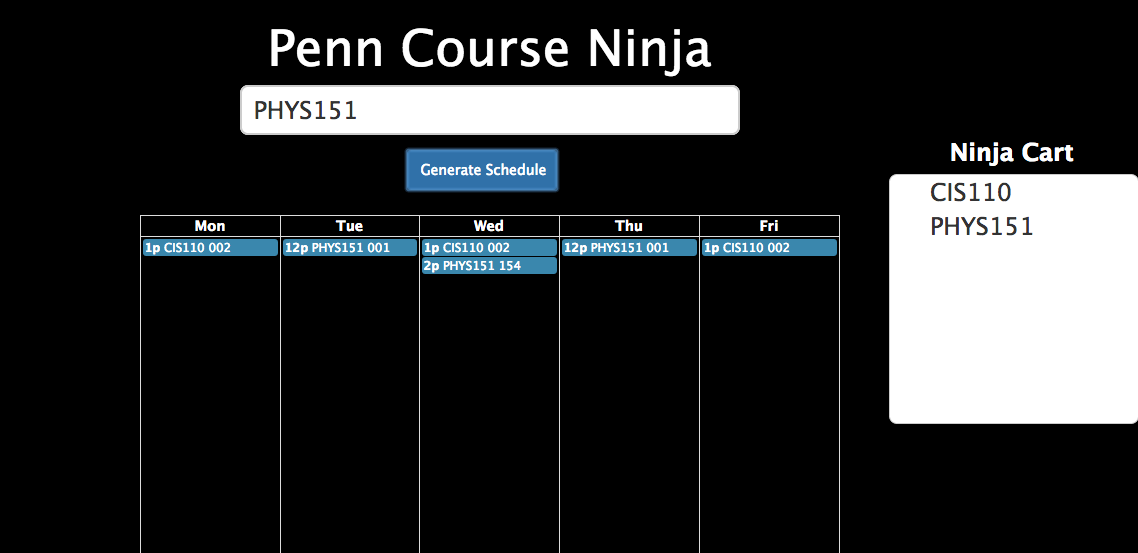 Penn Course Ninja
PHYS151
Generate Schedule
Ninja Cart
CIS110
PHYS151
Mon Tue Wed Thu Fri
1p CIS110 002 12p PHYS151 001 1p CIS110 002 12p PHYS151 001 1p CIS110 002
2p PHYS151 154